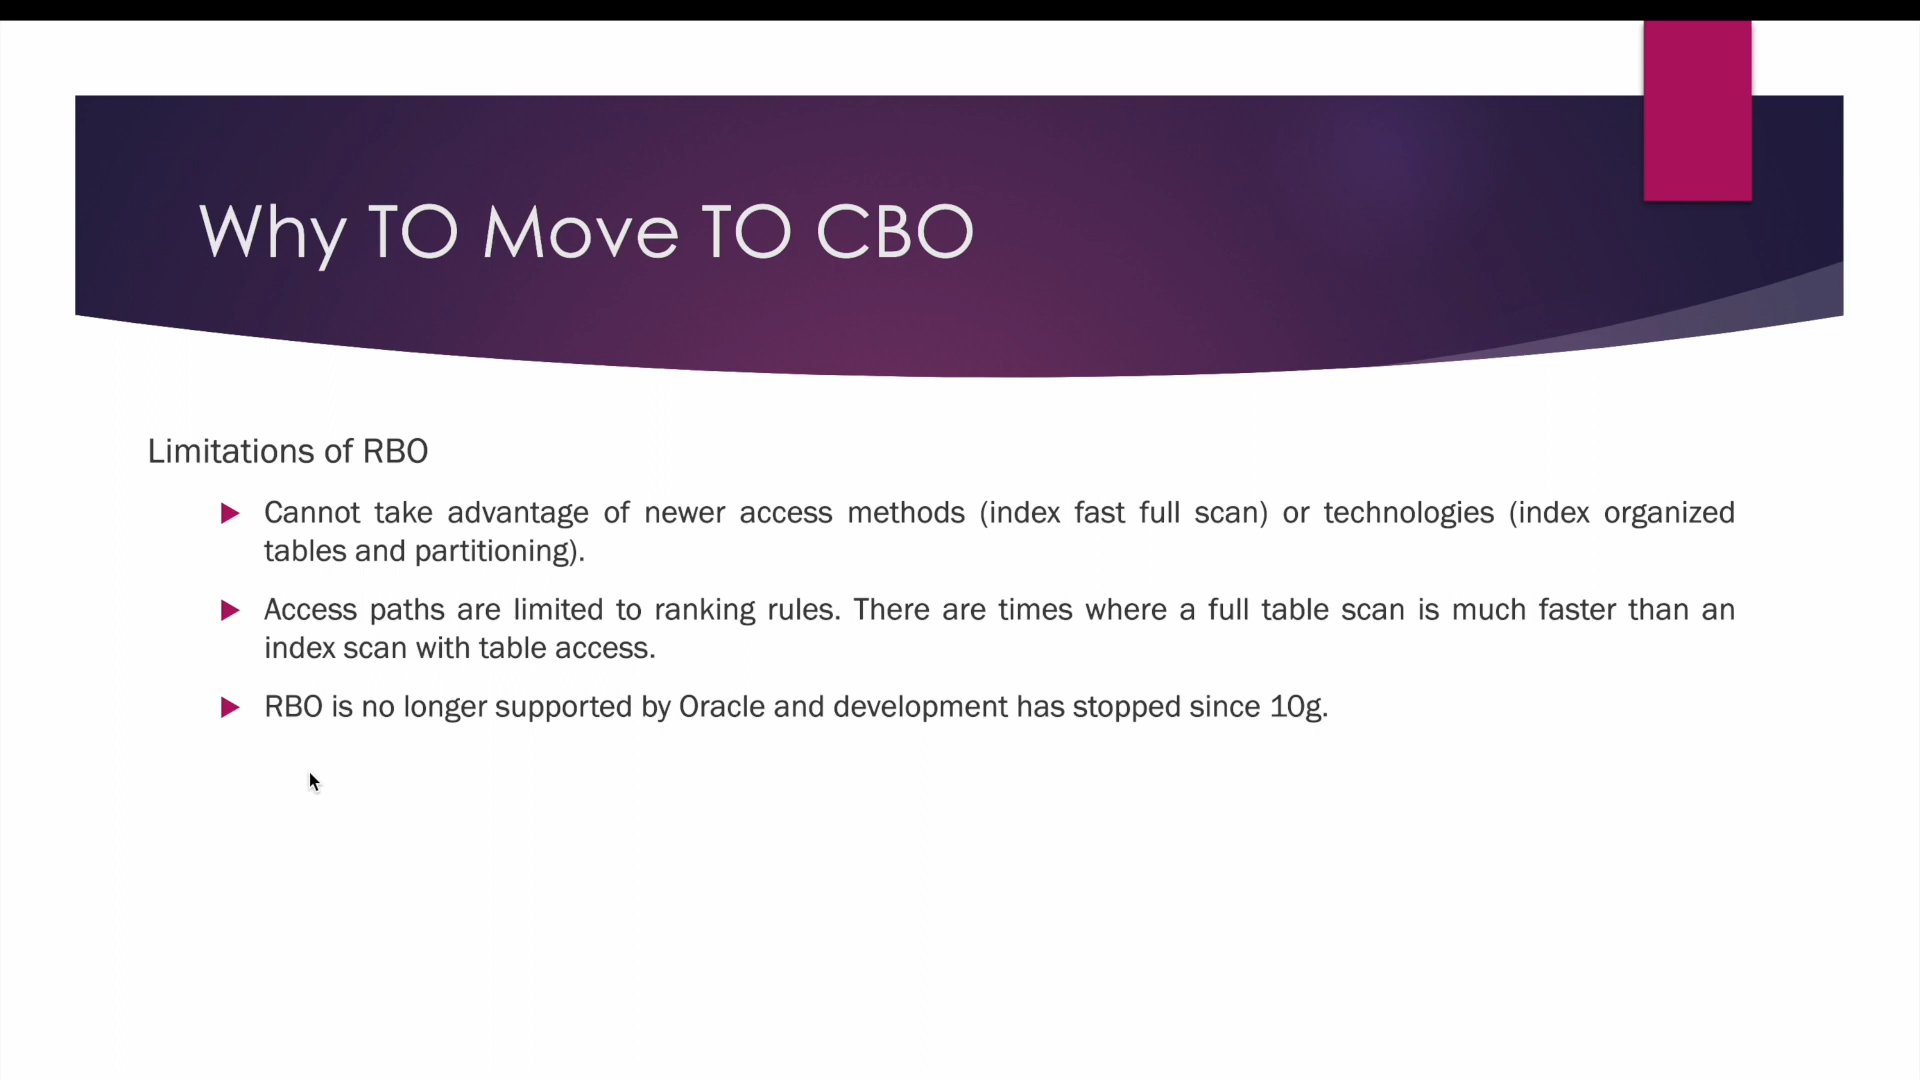 Why TO Move TO CBO
Limitations of RBO
Cannot take advantage of newer access methods (index fast full scan) or technologies (index organized
tables and partitioning).
Access paths are limited to ranking rules. There are times where a full table scan is much faster than an
index scan with table access.
RBO is no longer supported by Oracle and development has stopped since 10g.